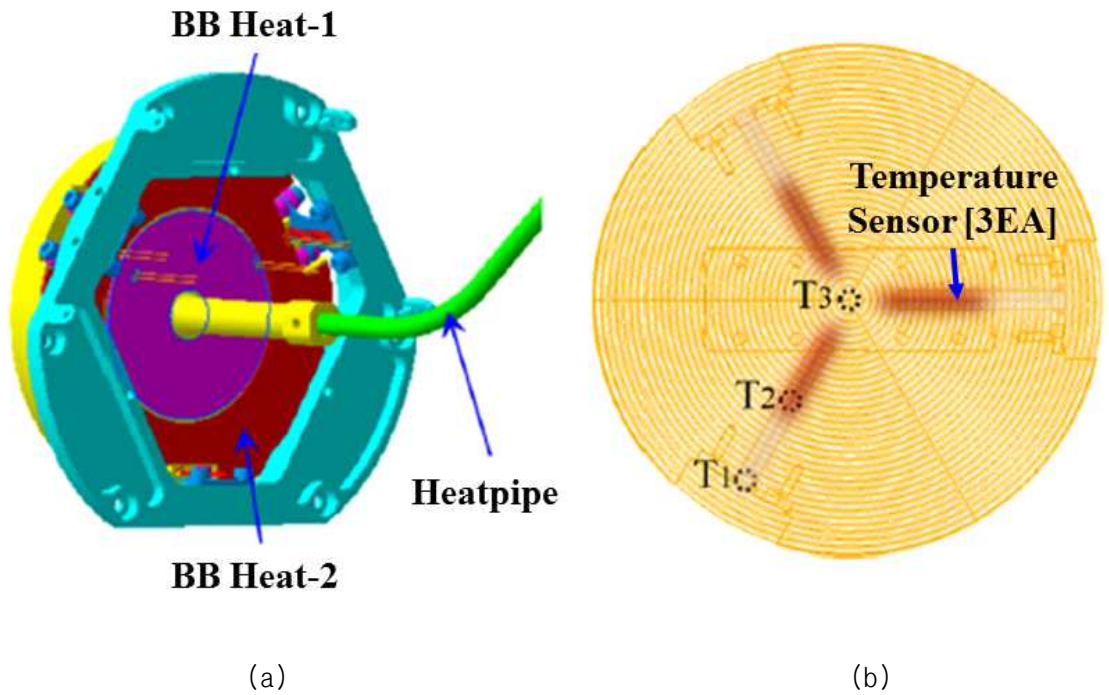 BB Heat-1
Heatpipe
BB Heat-2
(a)
Temperature
Sensor [3EA]
T3
T2
T1
(b)